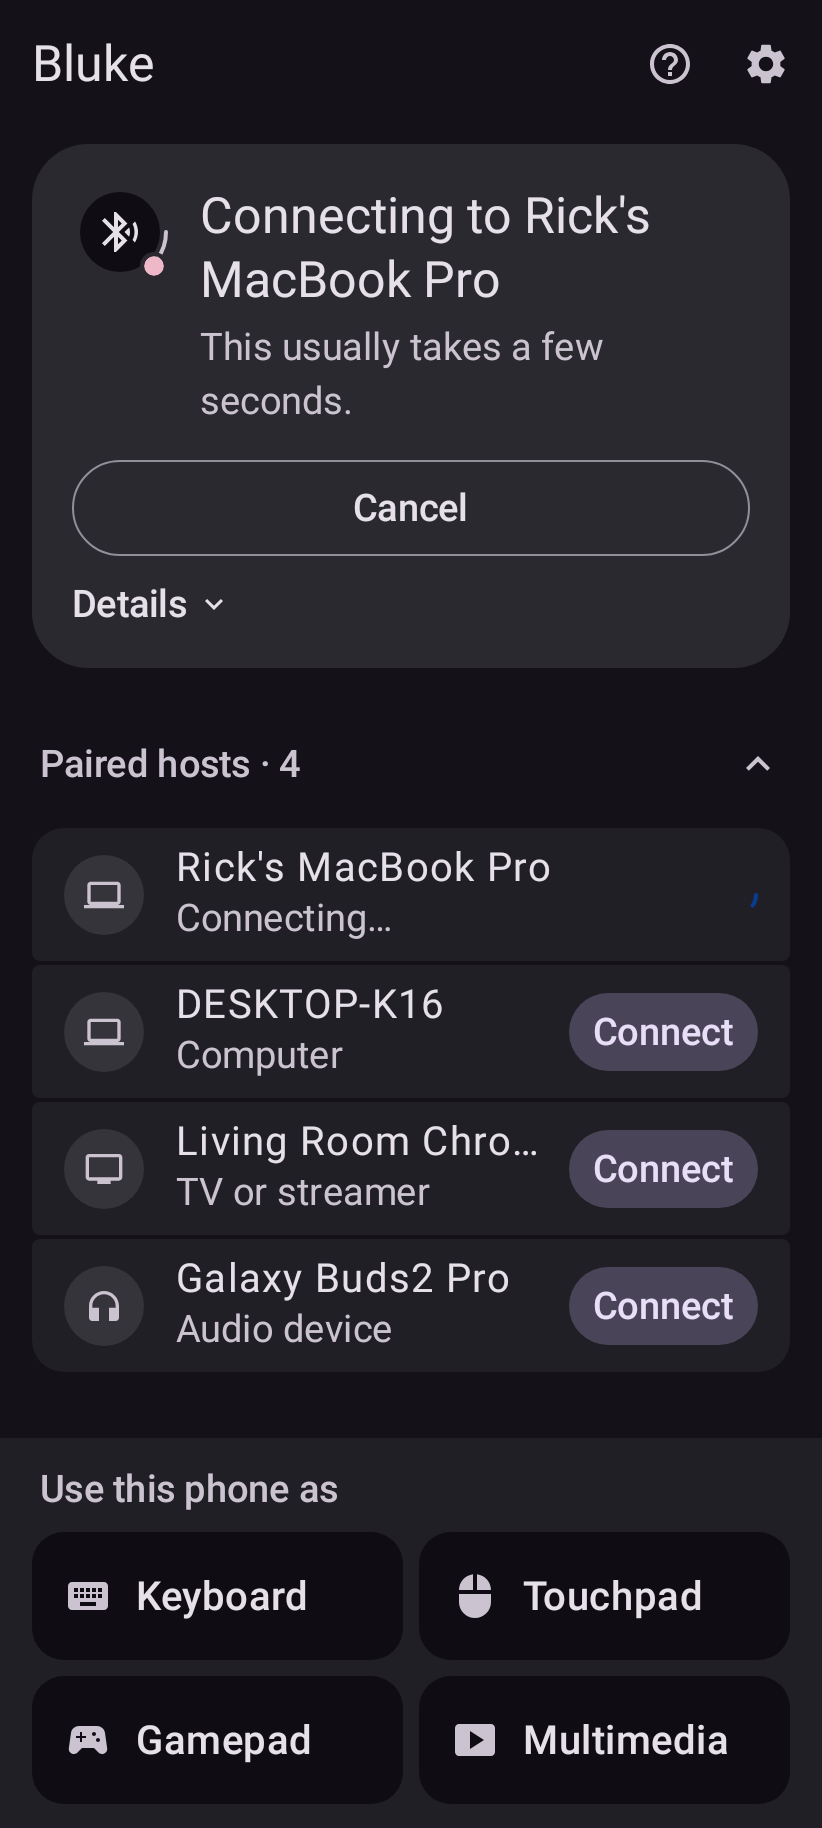 Bluke
Connecting to Rick's
MacBook Pro
This usually takes a few
seconds.
Cancel
Details
Paired hosts · 4
Rick's MacBook Pro
Connecting…
DESKTOP-K16
Computer
Connect
Living Room Chro…
TV or streamer
Connect
Galaxy Buds2 Pro
Audio device
Connect
Use this phone as
Keyboard
Touchpad
Gamepad
Multimedia